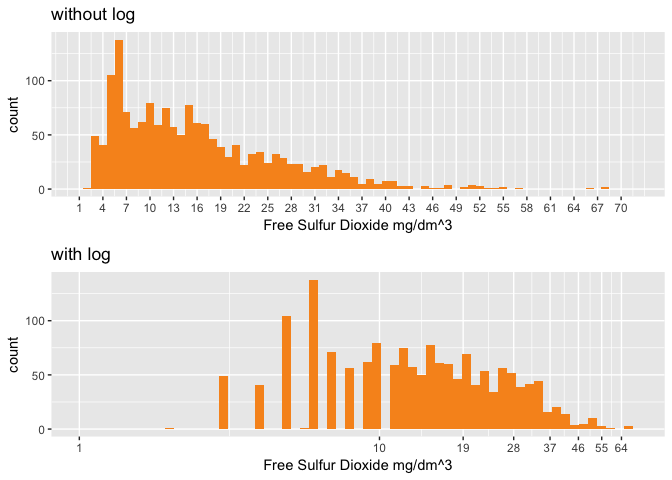 without log
count
100
50
0
1 4 7 10 13 16 19 22 25 28 31 34 37 40 43 46 49 52 55 58 61 64 67 70
Free Sulfur Dioxide mg/dm^3
with log
count
100
50
0
1 10 19 28 37 46 55 64
Free Sulfur Dioxide mg/dm^3